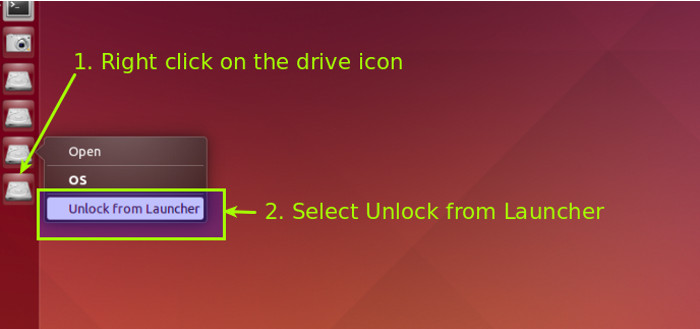 1. Right click on the drive icon
Open
OS
Unlock from Launcher
2. Select Unlock from Launcher